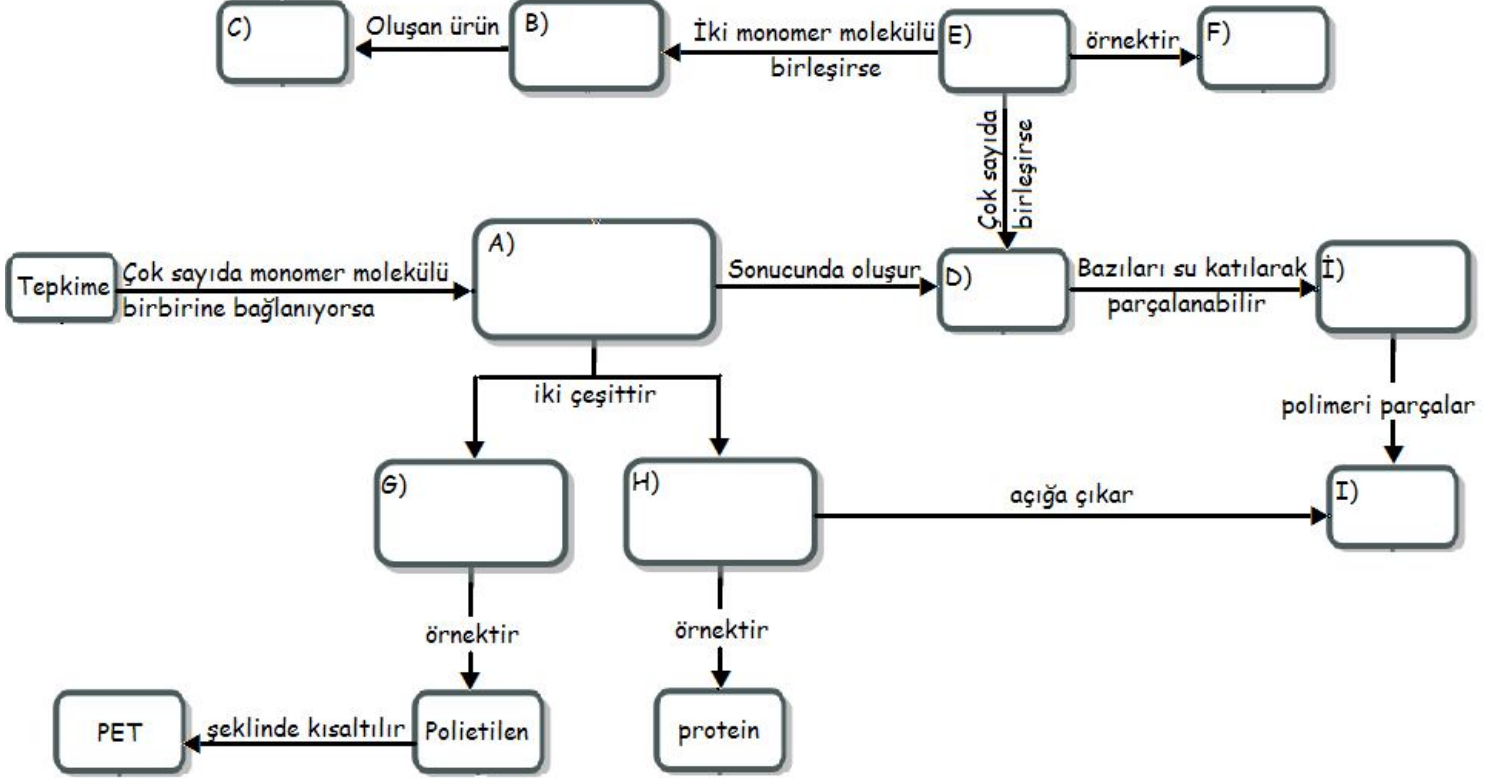 C)
Oluşan ürün
B)
İki monomer molekülü
birleşirse
E)
örnektir
F)
Çok sayıda
birleşirse
Tepkime
Çok sayıda monomer molekülü
birbirine bağlanıyorsa
A)
Sonucunda oluşur
D)
Bazıları su katılarak
parçalanabilir
İ)
iki çeşittir
polimeri parçalar
G)
H)
açığa çıkar
I)
örnektir
örnektir
PET
şeklinde kısaltılır
Polietilen
protein